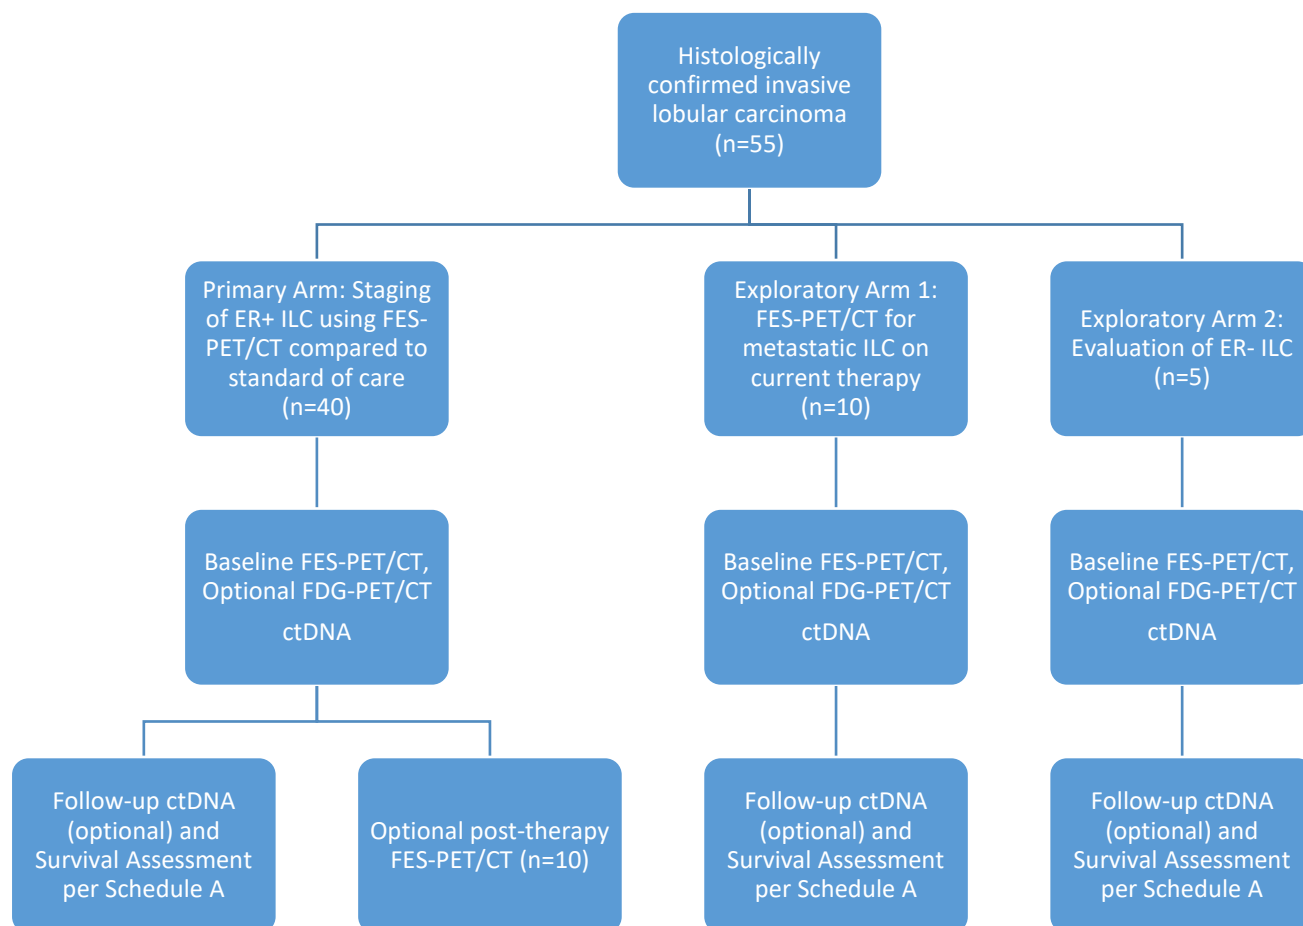 Histologically
confirmed invasive
lobular carcinoma
(n=55)
Primary Arm: Staging
of ER+ ILC using FES-
PET/CT compared to
standard of care
(n=40)
Exploratory Arm 1:
FES-PET/CT for
metastatic ILC on
current therapy
(n=10)
Exploratory Arm 2:
Evaluation of ER- ILC
(n=5)
Baseline FES-PET/CT,
Optional FDG-PET/CT
ctDNA
Baseline FES-PET/CT,
Optional FDG-PET/CT
ctDNA
Baseline FES-PET/CT,
Optional FDG-PET/CT
ctDNA
Follow-up ctDNA
(optional) and
Survival Assessment
per Schedule A
Optional post-therapy
FES-PET/CT (n=10)
Follow-up ctDNA
(optional) and
Survival Assessment
per Schedule A
Follow-up ctDNA
(optional) and
Survival Assessment
per Schedule A